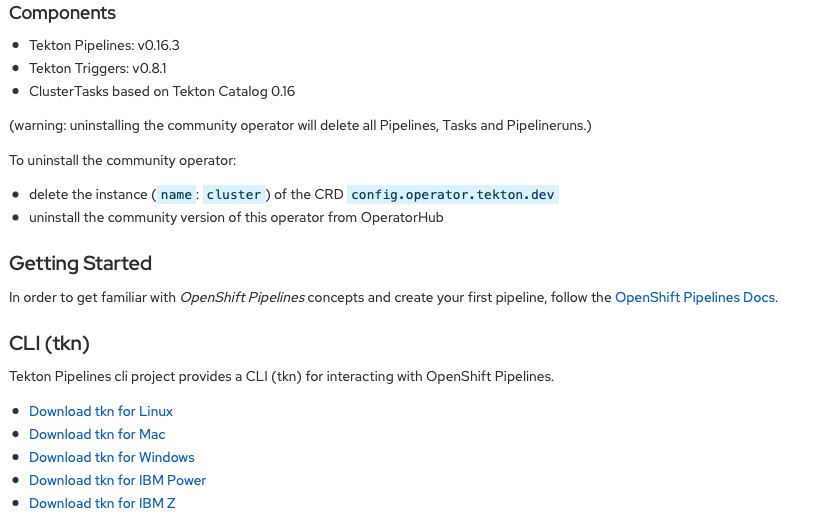 Components
Tekton Pipelines: v0.16.3
Tekton Triggers: v0.8.1
ClusterTasks based on Tekton Catalog 0.16
(warning: uninstalling the community operator will delete all Pipelines, Tasks and Pipelineruns.)
To uninstall the community operator:
delete the instance (name: cluster) of the CRD config.operator.tekton.dev
uninstall the community version of this operator from OperatorHub
Getting Started
In order to get familiar with OpenShift Pipelines concepts and create your first pipeline, follow the OpenShift Pipelines Docs.
CLI (tkn)
Tekton Pipelines cli project provides a CLI (tkn) for interacting with OpenShift Pipelines.
Download tkn for Linux
Download tkn for Mac
Download tkn for Windows
Download tkn for IBM Power
Download tkn for IBM Z